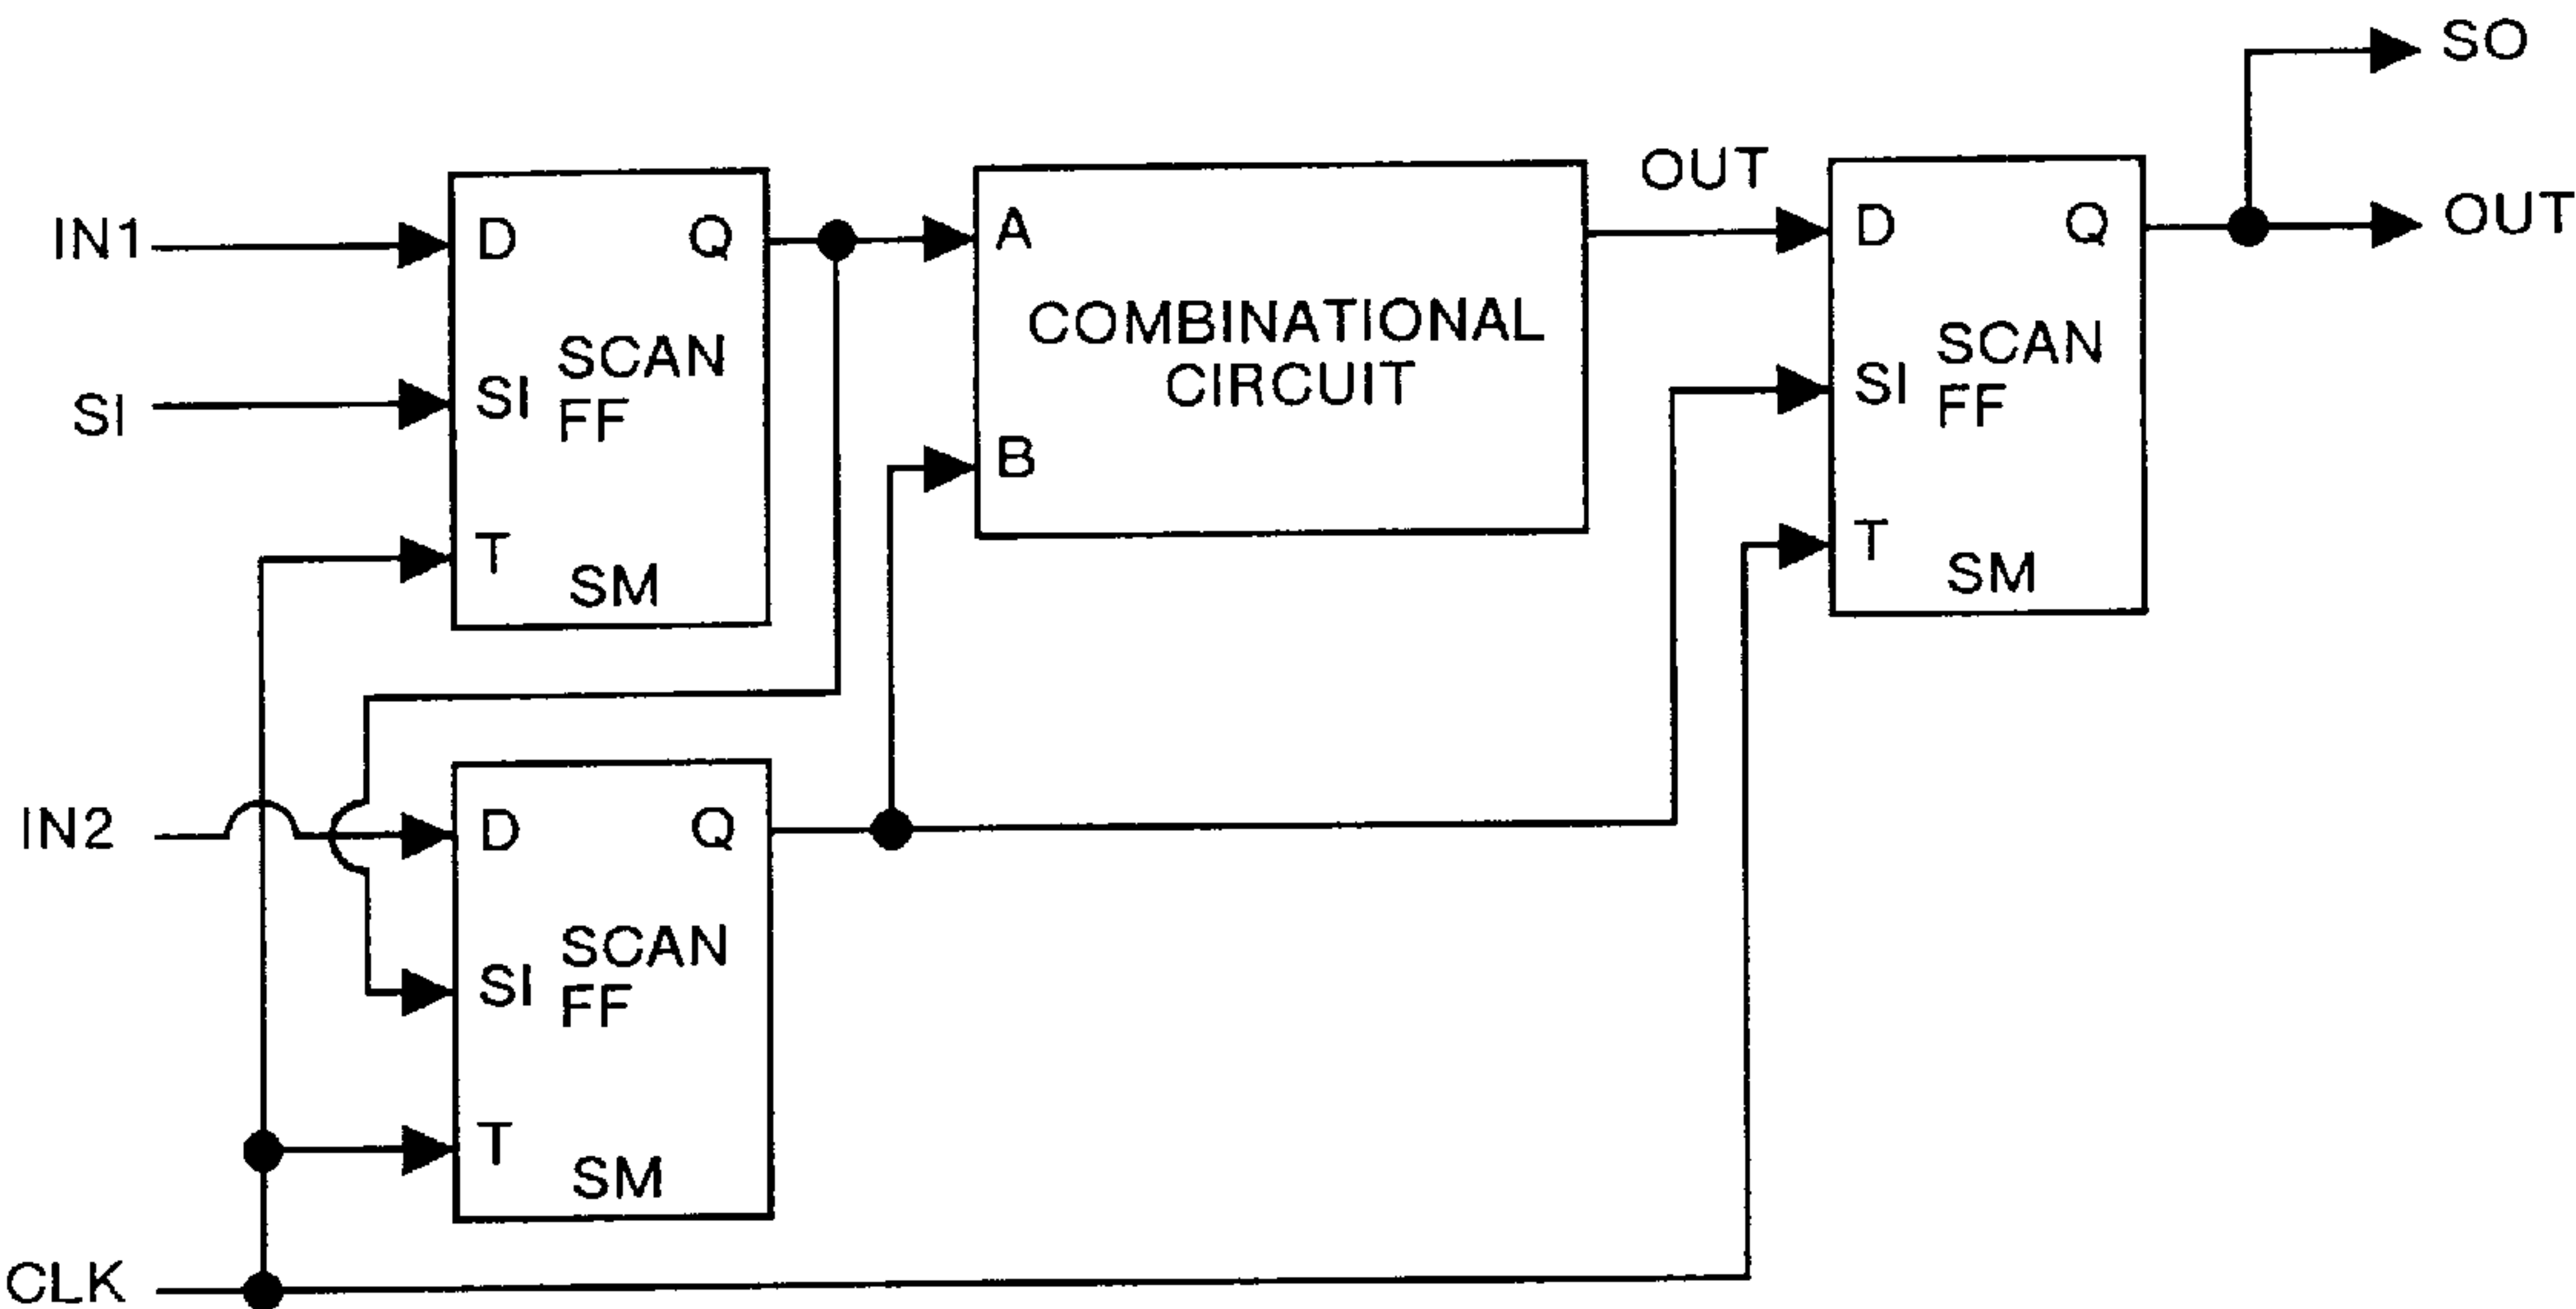 SO
OUT
OUT
IN1
D
Q
A
D
Q
SCAN
FF
COMBINATIONAL
CIRCUIT
SCAN
FF
SI
SI
SI
B
T
T
SM
SM
IN2
D
Q
SCAN
FF
SI
T
SM
CLK